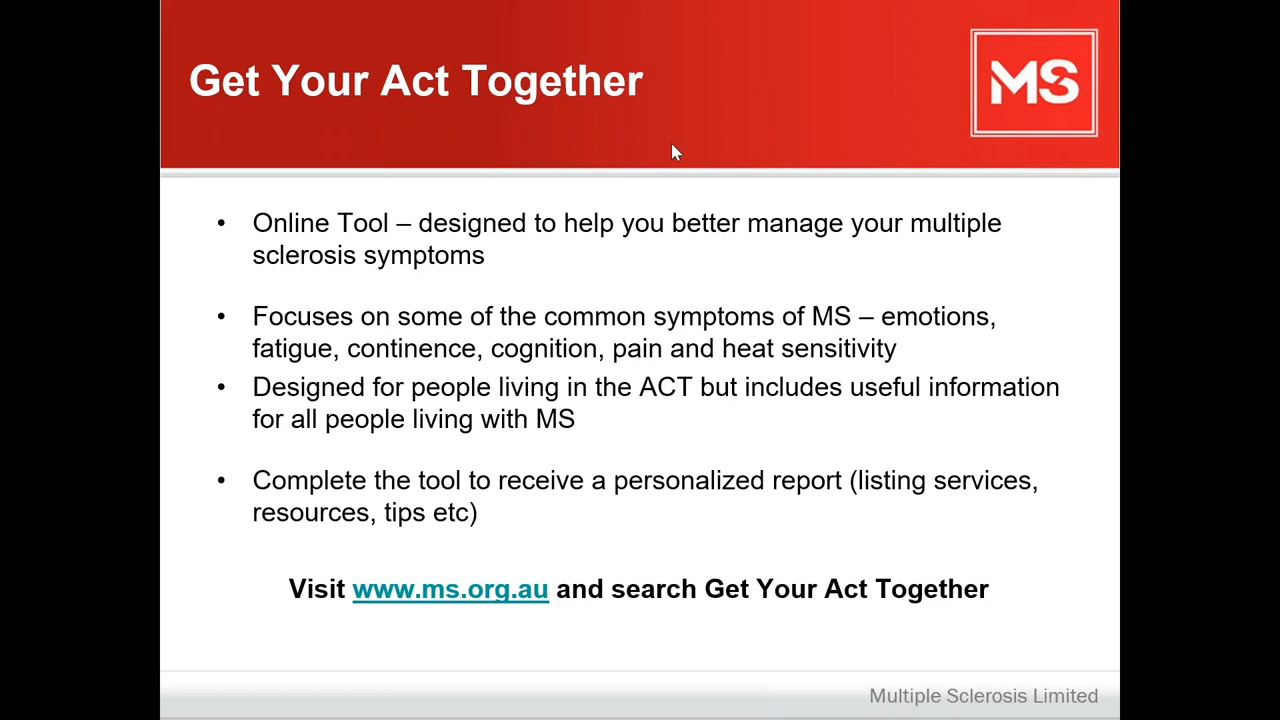 Get Your Act Together
MS
• Online Tool – designed to help you better manage your multiple
sclerosis symptoms
• Focuses on some of the common symptoms of MS – emotions,
fatigue, continence, cognition, pain and heat sensitivity
• Designed for people living in the ACT but includes useful information
for all people living with MS
• Complete the tool to receive a personalized report (listing services,
resources, tips etc)
Visit www.ms.org.au and search Get Your Act Together
Multiple Sclerosis Limited